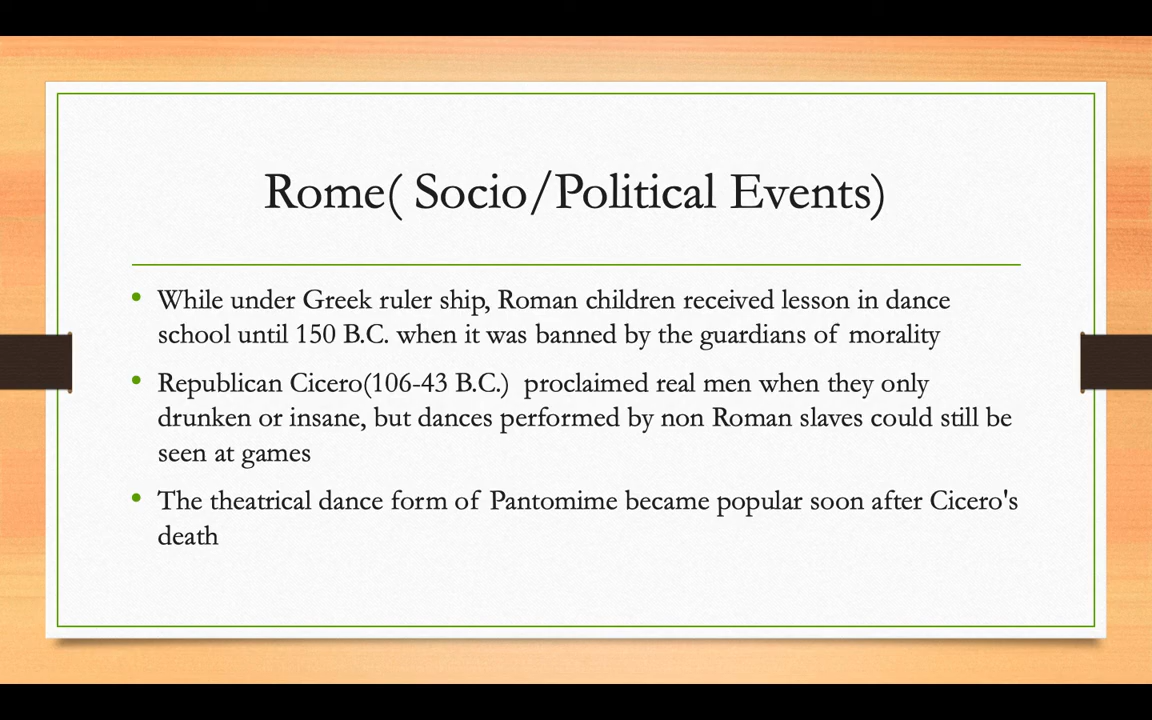 Rome( Socio/Political Events)
While under Greek ruler ship, Roman children received lesson in dance
school until 150 B.C. when it was banned by the guardians of morality
Republican Cicero(106-43 B.C.) proclaimed real men when they only
drunken or insane, but dances performed by non Roman slaves could still be
seen at games
The theatrical dance form of Pantomime became popular soon after Cicero's
death